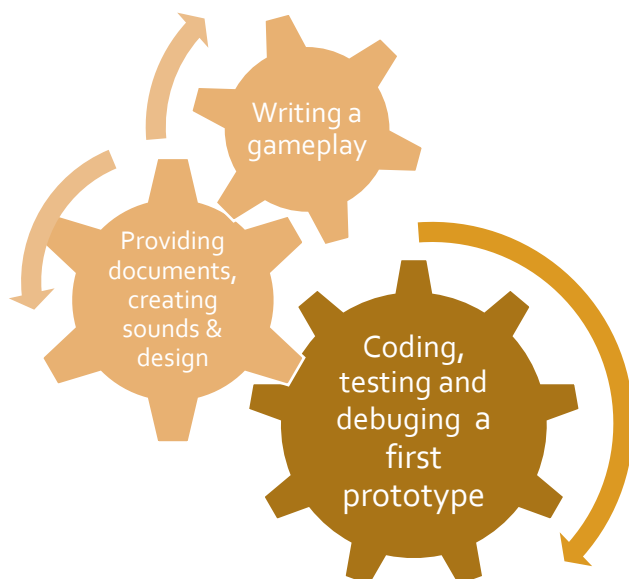 Writing a
gameplay
Providing
documents,
creating
sounds &
design
Coding,
testing and
debuging a
first
prototype